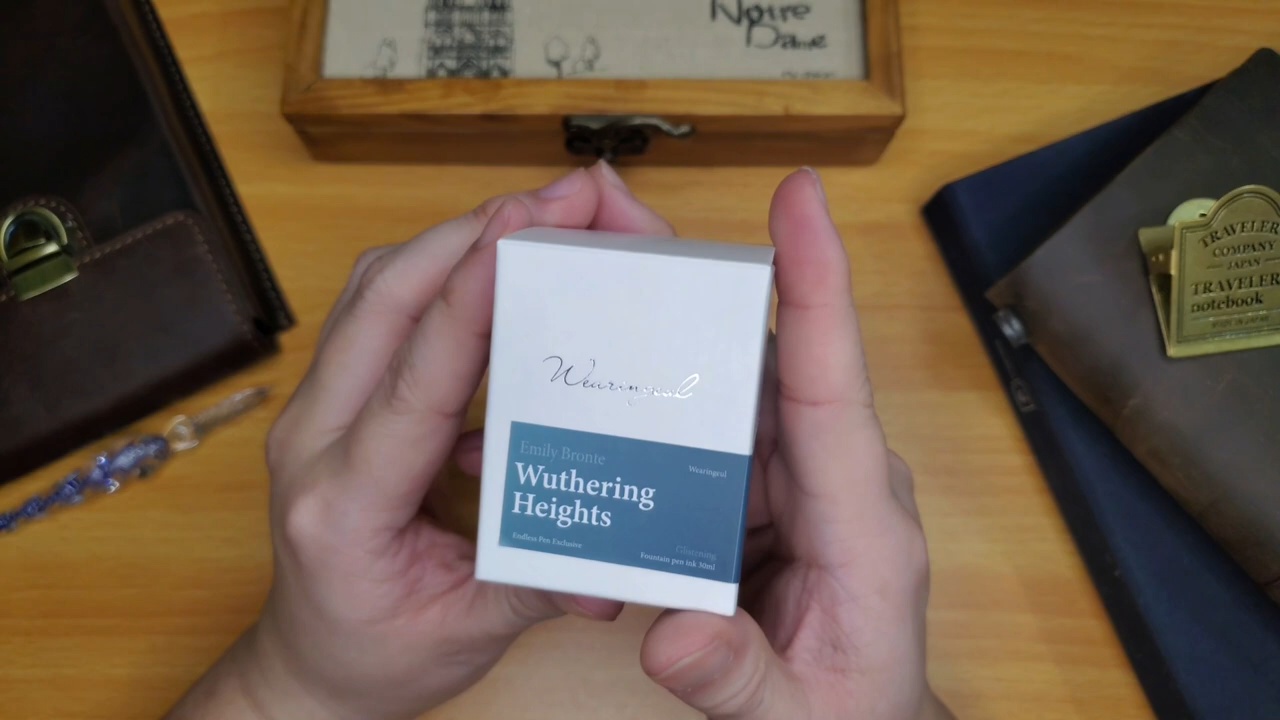 Noire
Dame
Wearingeul
Emily Bronte
Wearingeul
Wuthering
Heights
Endless Pen Exclusive
Glistening
Fountain pen ink 30ml
TRAVELER'
COMPANY
JAPAN
TRAVELER
notebook